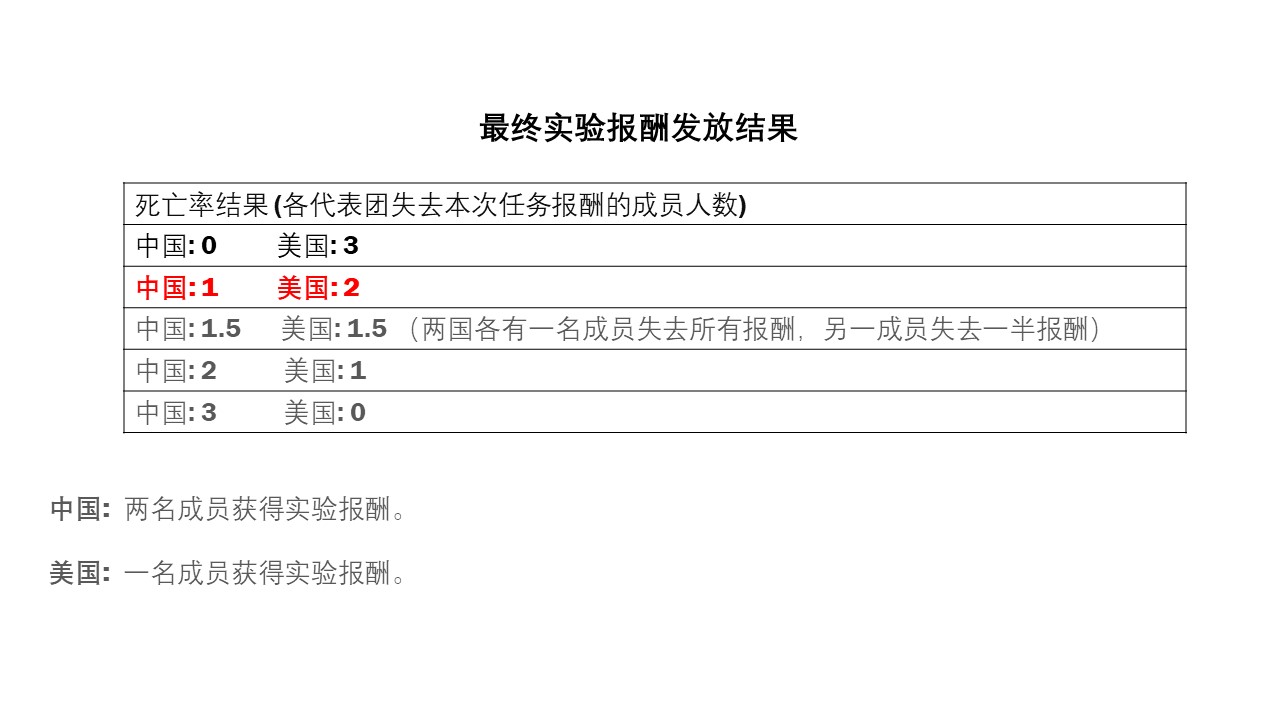 最终实验报酬发放结果
死亡率结果 (各代表团失去本次任务报酬的成员人数)
中国: 0 美国: 3
中国: 1 美国: 2
中国: 1.5 美国: 1.5 （两国各有一名成员失去所有报酬，另一成员失去一半报酬）
中国: 2 美国: 1
中国: 3 美国: 0
中国: 两名成员获得实验报酬。
美国: 一名成员获得实验报酬。